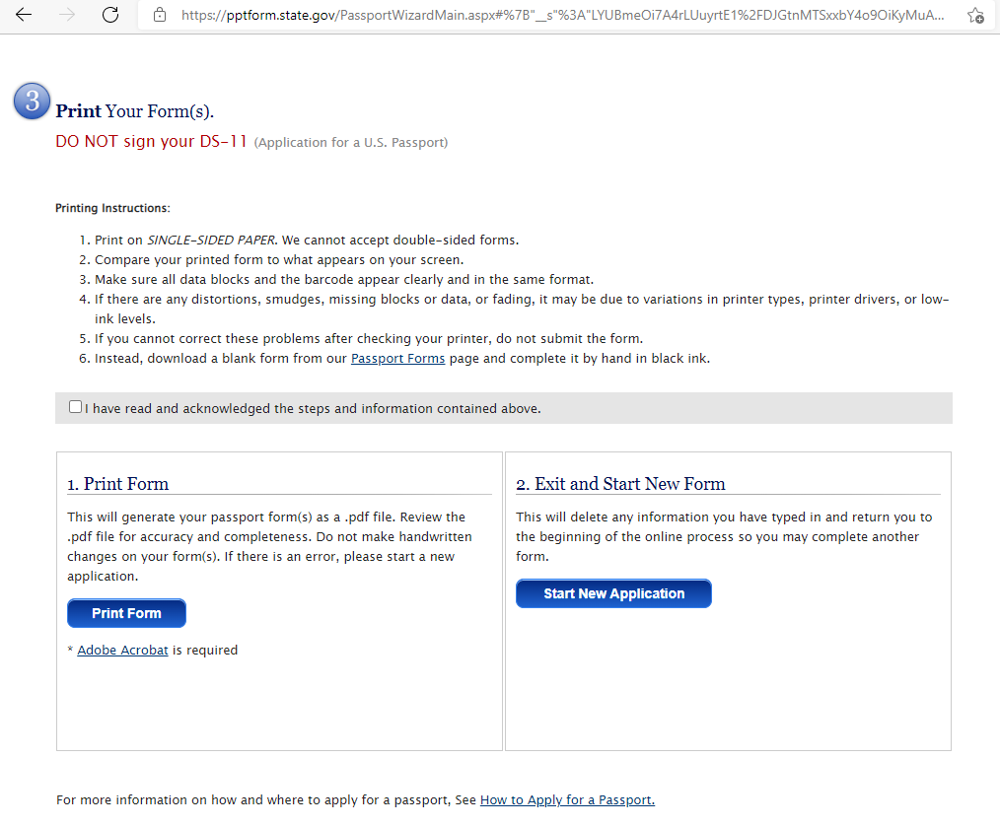 https://pptform.state.gov/PassportWizardMain.aspx#%7B"__s"%3A"LYUBmeOi7A4rLUuyrtE1%2FDJGtnMTSxxbY4o9OiKyMuA...
3
Print Your Form(s).
DO NOT sign your DS-11 (Application for a U.S. Passport)
Printing Instructions:
1. Print on SINGLE-SIDED PAPER. We cannot accept double-sided forms.
2. Compare your printed form to what appears on your screen.
3. Make sure all data blocks and the barcode appear clearly and in the same format.
4. If there are any distortions, smudges, missing blocks or data, or fading, it may be due to variations in printer types, printer drivers, or low-
ink levels.
5. If you cannot correct these problems after checking your printer, do not submit the form.
6. Instead, download a blank form from our Passport Forms page and complete it by hand in black ink.
I have read and acknowledged the steps and information contained above.
1. Print Form
This will generate your passport form(s) as a .pdf file. Review the
.pdf file for accuracy and completeness. Do not make handwritten
changes on your form(s). If there is an error, please start a new
application.
Print Form
* Adobe Acrobat is required
2. Exit and Start New Form
This will delete any information you have typed in and return you to
the beginning of the online process so you may complete another
form.
Start New Application
For more information on how and where to apply for a passport, See How to Apply for a Passport.